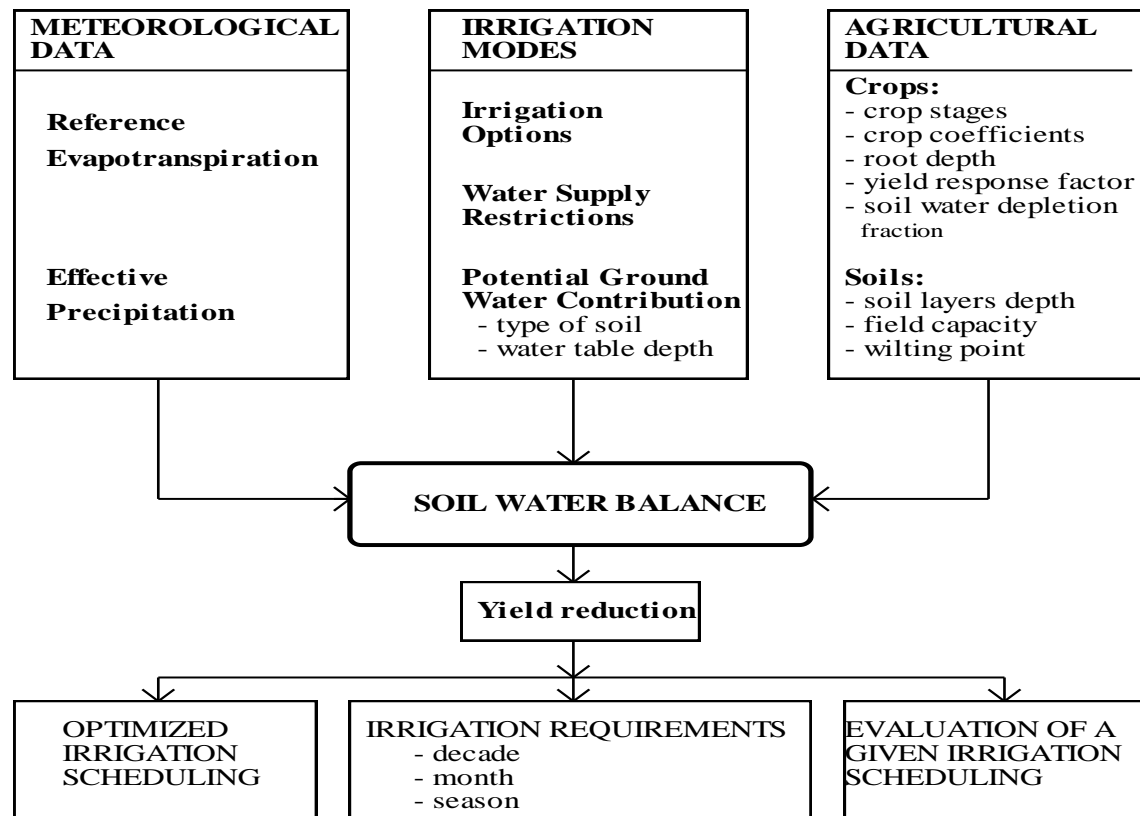 METEOROLOGICAL
DATA
Reference
Evapotranspiration
Effective
Precipitation
IRRIGATION
MODES
Irrigation
Options
Water Supply
Restrictions
Potential Ground
Water Contribution
- type of soil
- water table depth
AGRICULTURAL
DATA
Crops:
- crop stages
- crop coefficients
- root depth
- yield response factor
- soil water depletion
fraction
Soils:
- soil layers depth
- field capacity
- wilting point
SOIL WATER BALANCE
Yield reduction
OPTIMIZED
IRRIGATION
SCHEDULING
IRRIGATION REQUIREMENTS
- decade
- month
- season
EVALUATION OF A
GIVEN IRRIGATION
SCHEDULING